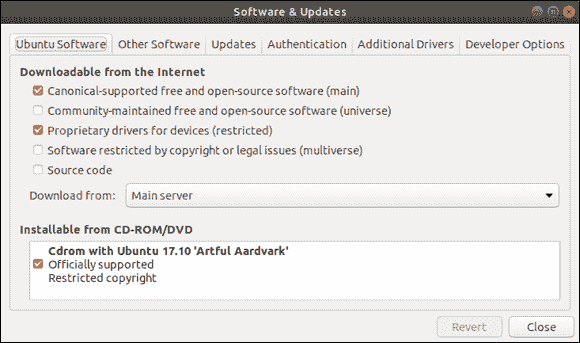 Software & Updates
Ubuntu Software Other Software Updates Authentication Additional Drivers Developer Options
Downloadable from the Internet
Canonical-supported free and open-source software (main)
Community-maintained free and open-source software (universe)
Proprietary drivers for devices (restricted)
Software restricted by copyright or legal issues (multiverse)
Source code
Download from: Main server
Installable from CD-ROM/DVD
Cdrom with Ubuntu 17.10 'Artful Aardvark'
Officially supported
Restricted copyright
Revert Close